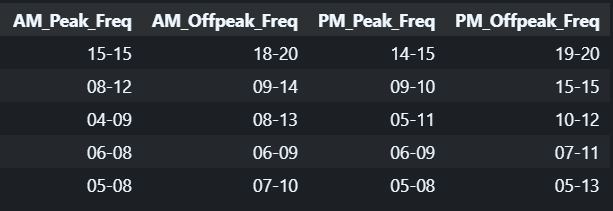 AM_Peak_Freq AM_Offpeak_Freq PM_Peak_Freq PM_Offpeak_Freq
15-15 18-20 14-15 19-20
08-12 09-14 09-10 15-15
04-09 08-13 05-11 10-12
06-08 06-09 06-09 07-11
05-08 07-10 05-08 05-13